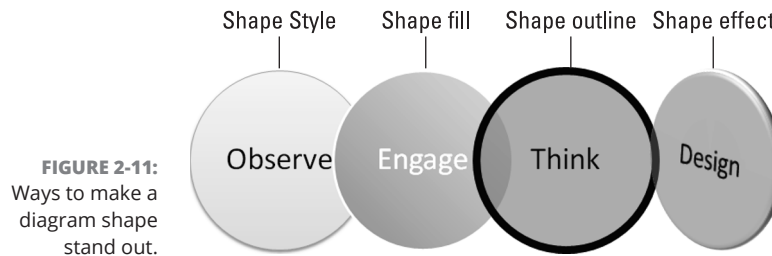 Shape Style Shape fill Shape outline Shape effect
Observe Engage Think Design
FIGURE 2-11:
Ways to make a
diagram shape
stand out.